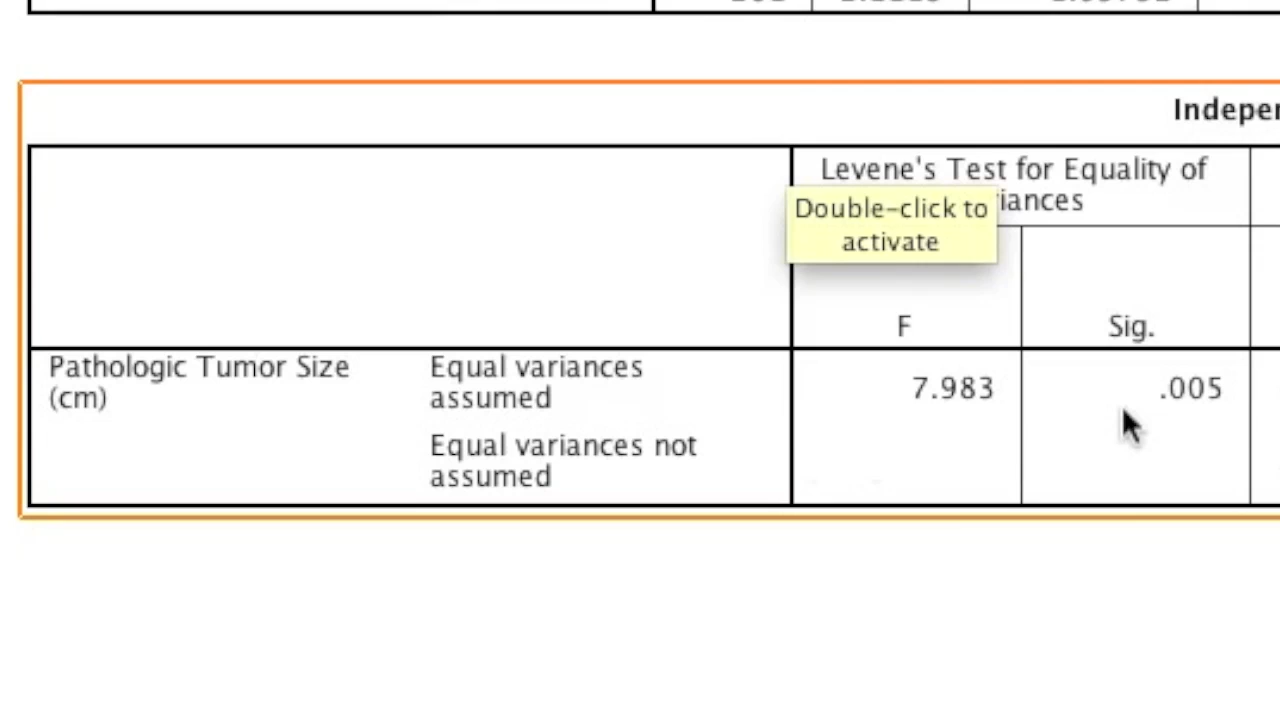 Indepen
Levene's Test for Equality of
iances
Double-click to
activate
F
Sig.
Pathologic Tumor Size
(cm)
Equal variances
assumed
7.983
.005
Equal variances not
assumed